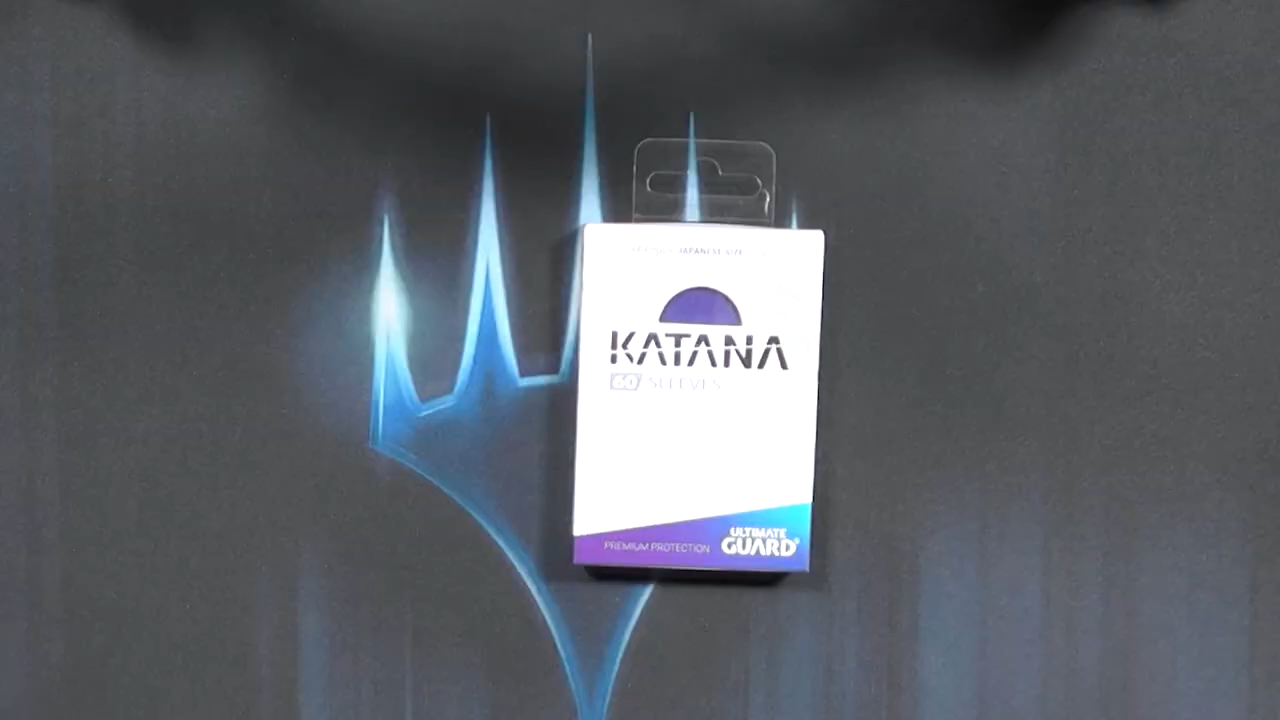 JAPANESE SIZE
KATANA
60 SLEEVES
PREMIUM PROTECTION
ULTIMATE
GUARD®